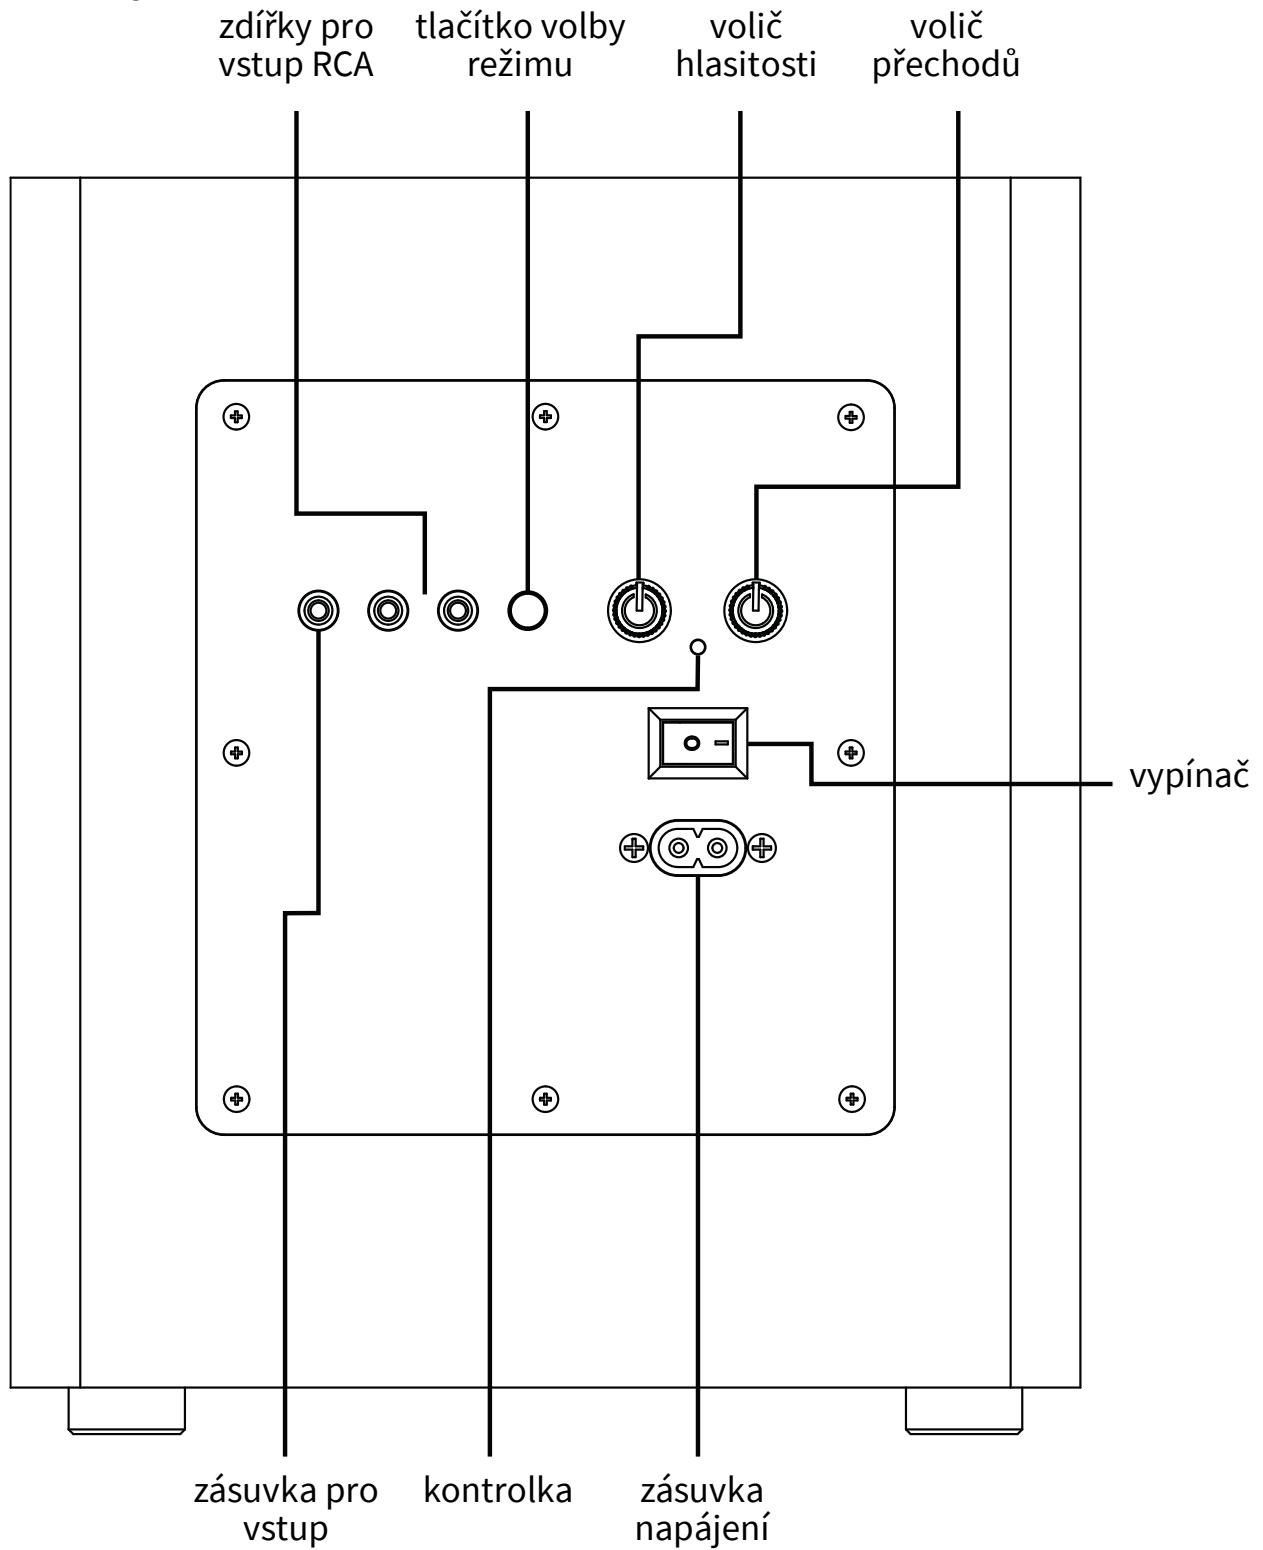 zdířky pro
vstup RCA
tlačítko volby
režimu
volič
hlasitosti
volič
přechodů
vypínač
zásuvka pro
vstup
kontrolka
zásuvka
napájení